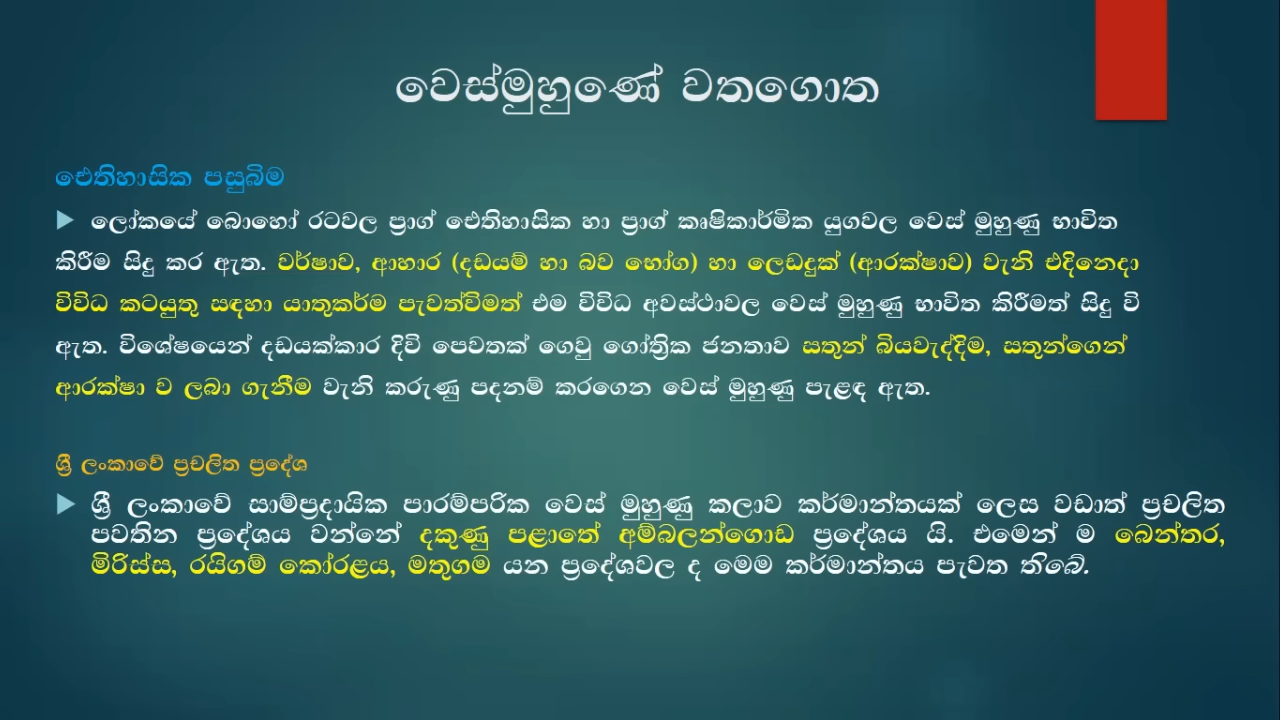 වෙස්මුහුණේ වතගොත
ඓතිහාසික පසුබිම
▶ ලෝකයේ බොහෝ රටවල ප්‍රාග් ඓතිහාසික හා ප්‍රාග් කෘෂිකාර්මික යුගවල වෙස් මුහුණු භාවිත
කිරීම සිදු කර ඇත. වර්ෂාව, ආහාර (දඩයම් හා බව භෝග) හා ලෙඩදුක් (ආරක්ෂාව) වැනි එදිනෙදා
විවිධ කටයුතු සඳහා යාතුකර්ම පැවත්විමත් එම විවිධ අවස්ථාවල වෙස් මුහුණු භාවිත කිරීමත් සිදු වි
ඇත. විශේෂයෙන් දඩයක්කාර දිවි පෙවතක් ගෙවු ගෝත්‍රික ජනතාව සතුන් බියවැද්දිම, සතුන්ගෙන්
ආරක්ෂා ව ලබා ගැනීම වැනි කරුණු පදනම් කරගෙන වෙස් මුහුණු පැළඳ ඇත.
ශ්‍රී ලංකාවේ ප්‍රචලිත ප්‍රදේශ
▶ ශ්‍රී ලංකාවේ සාම්ප්‍රදායික පාරම්පරික වෙස් මුහුණු කලාව කර්මාන්තයක් ලෙස වඩාත් ප්‍රචලිත
පවතින ප්‍රදේශය වන්නේ දකුණු පළාතේ අම්බලන්ගොඩ ප්‍රදේශය යි. එමෙන් ම බෙන්තර,
මිරිස්ස, රයිගම් කෝරළය, මතුගම යන ප්‍රදේශවල ද මෙම කර්මාන්තය පැවත තිබේ.